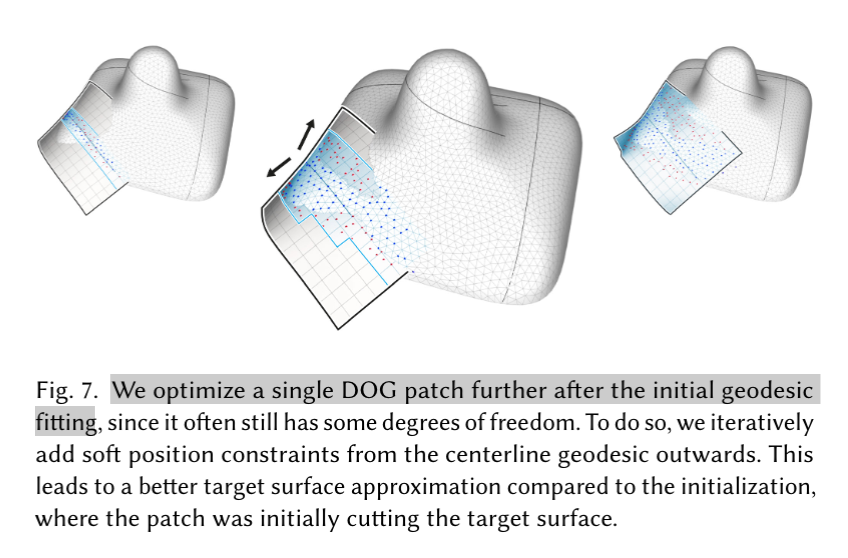 Fig. 7. We optimize a single DOG patch further after the initial geodesic
fitting, since it often still has some degrees of freedom. To do so, we iteratively
add soft position constraints from the centerline geodesic outwards. This
leads to a better target surface approximation compared to the initialization,
where the patch was initially cutting the target surface.